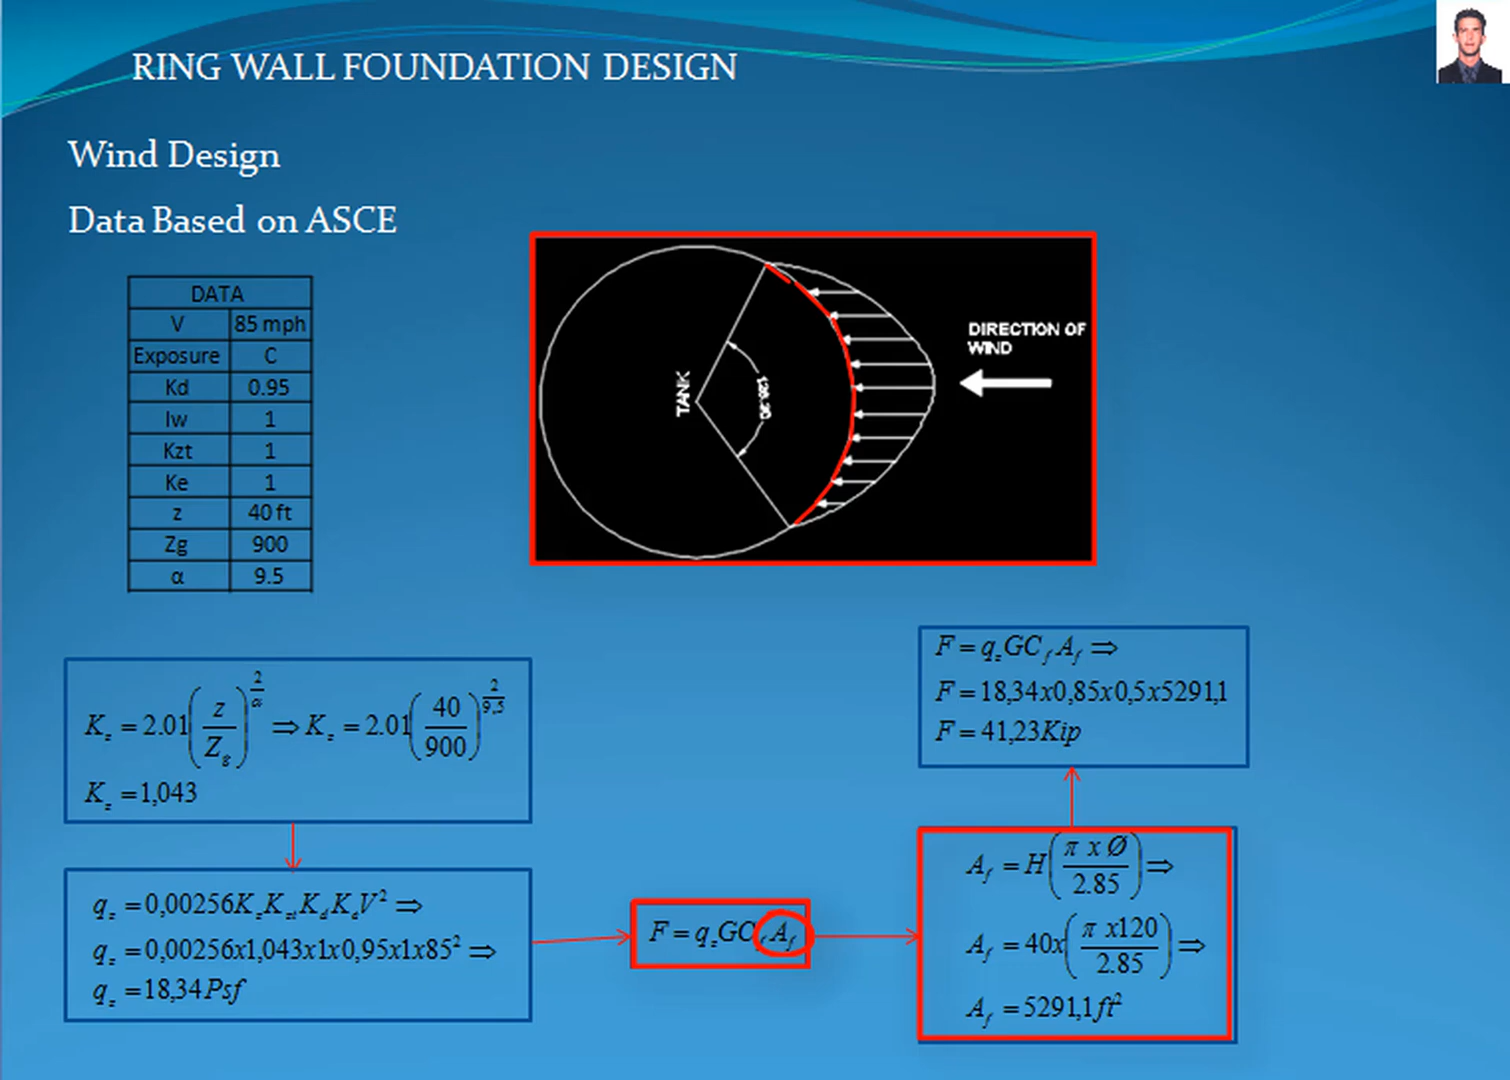 RING WALL FOUNDATION DESIGN
Wind Design
Data Based on ASCE
DATA
V 85 mph
Exposure C
Kd 0.95
Iw 1
Kzt 1
Ke 1
z 40 ft
Zg 900
α 9.5
TANK
DIRECTION OF
WIND
K_z = 2.01(z/Z_g)^(2/α) ⇒ K_z = 2.01(40/900)^(2/9,5)
K_z = 1,043
q_z = 0,00256K_zK_ztK_dK_eV² ⇒
q_z = 0,00256x1,043x1x0,95x1x85² ⇒
q_z = 18,34Psf
F = q_zGC_fA_f
A_f = H(π x Ø/2.85) ⇒
A_f = 40x(π x120/2.85) ⇒
A_f = 5291,1ft²
F = q_zGC_fA_f ⇒
F = 18,34x0,85x0,5x5291,1
F = 41,23Kip